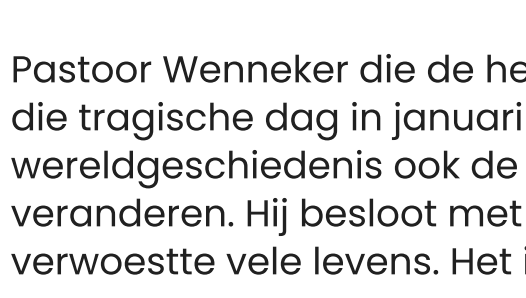 Pastoor Wenneker die de he
die tragische dag in januari
wereldgeschiedenis ook de
veranderen. Hij besloot met
verwoestte vele levens. Het